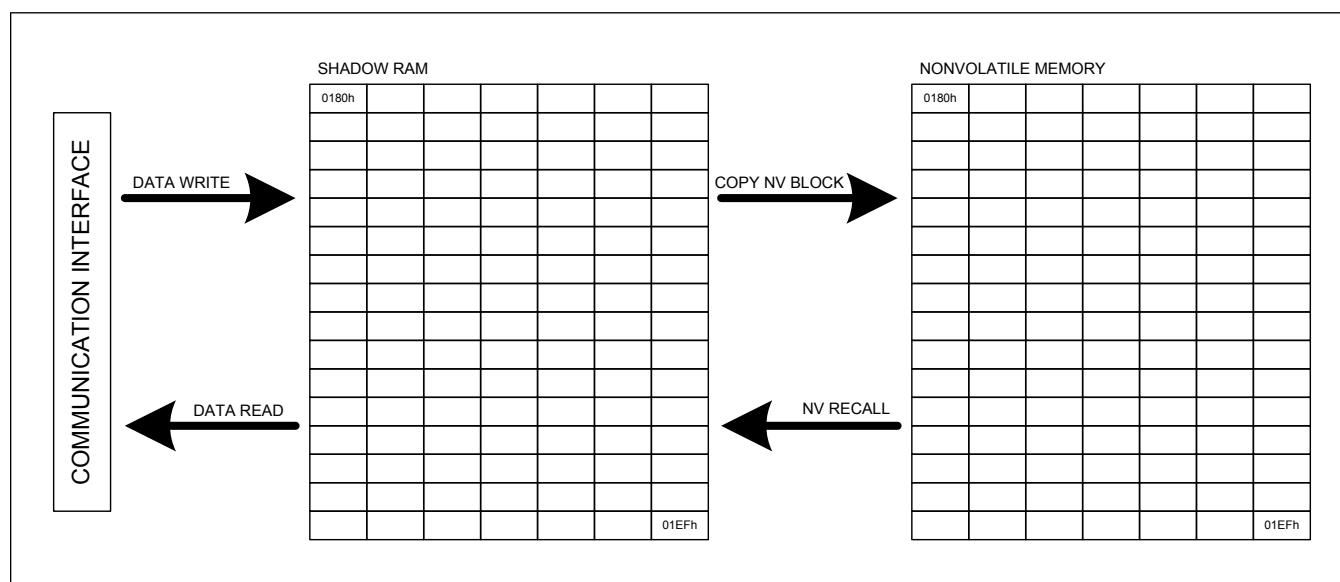 SHADOW RAM
NONVOLATILE MEMORY
0180h
0180h
COMMUNICATION INTERFACE
DATA WRITE
COPY NV BLOCK
DATA READ
NV RECALL
01EFh
01EFh